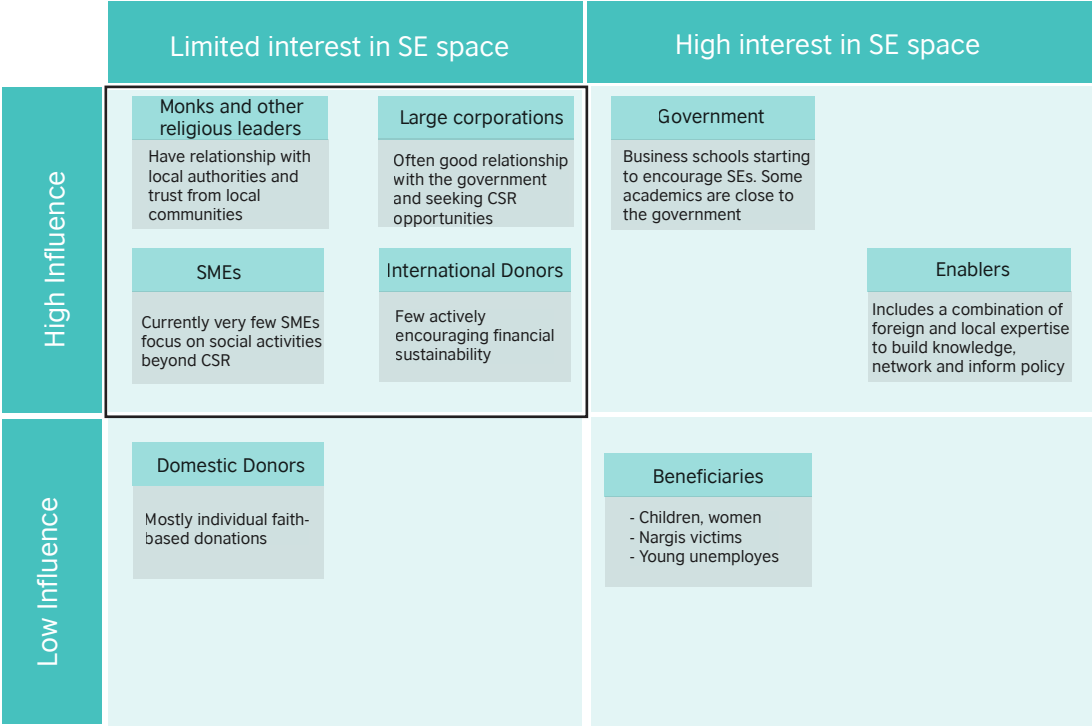 Limited interest in SE space
High interest in SE space
High Influence
Monks and other
religious leaders
Have relationship with
local authorities and
trust from local
communities
Large corporations
Often good relationship
with the government
and seeking CSR
opportunities
SMEs
Currently very few SMEs
focus on social activities
beyond CSR
International Donors
Few actively
encouraging financial
sustainability
Government
Business schools starting
to encourage SEs. Some
academics are close to
the government
Enablers
Includes a combination of
foreign and local expertise
to build knowledge,
network and inform policy
Low Influence
Domestic Donors
Mostly individual faith-
based donations
Beneficiaries
- Children, women
- Nargis victims
- Young unemployes